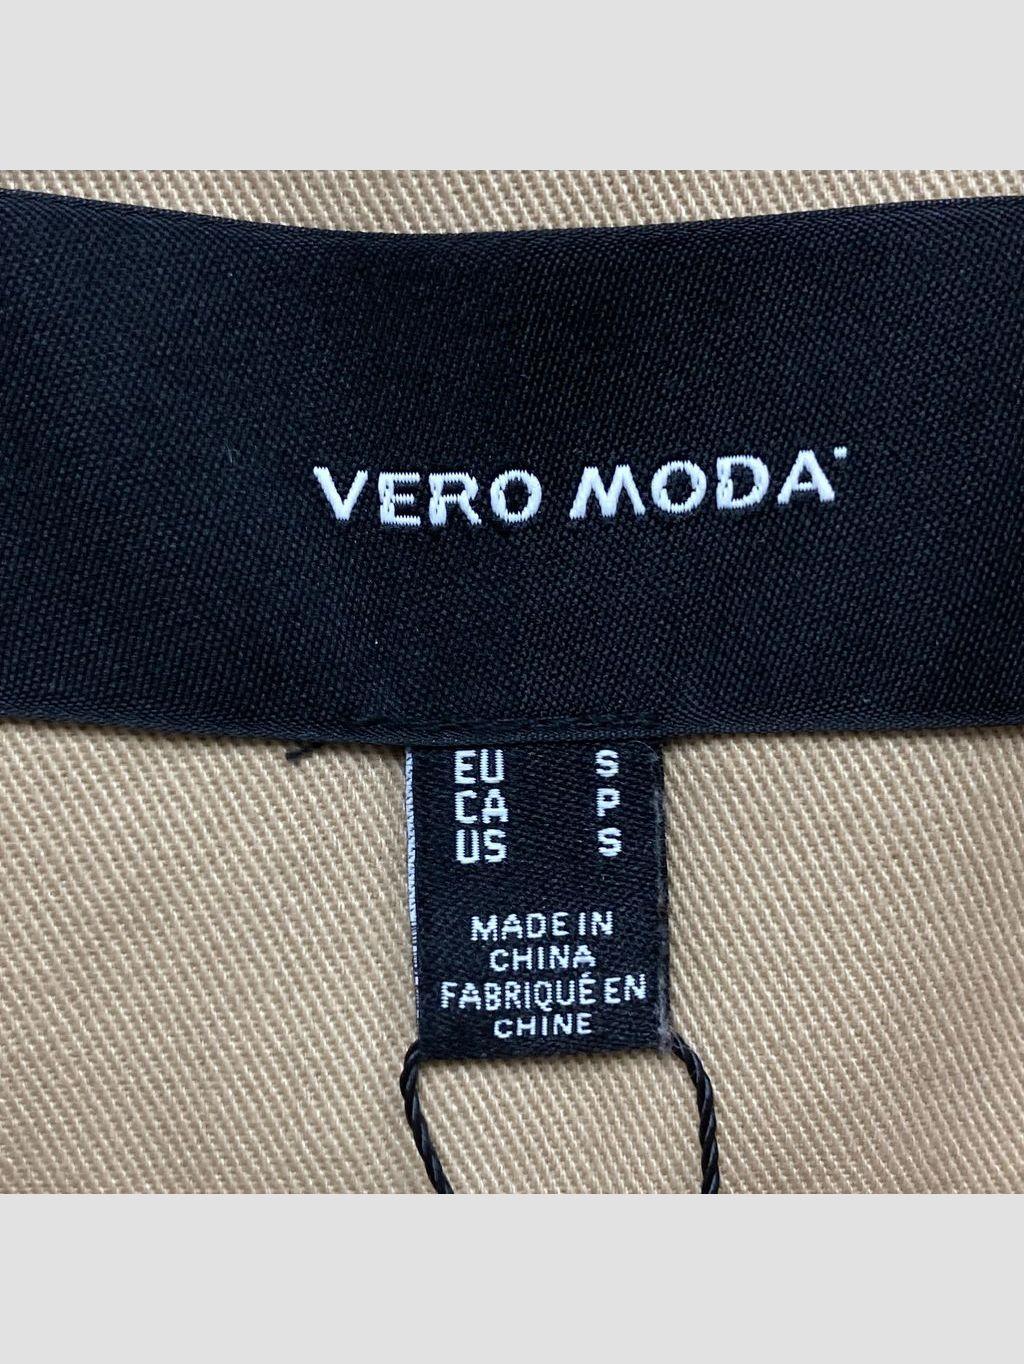 VERO MODA
EU S
CA P
US S
MADE IN
CHINA
FABRIQUÉ EN
CHINE